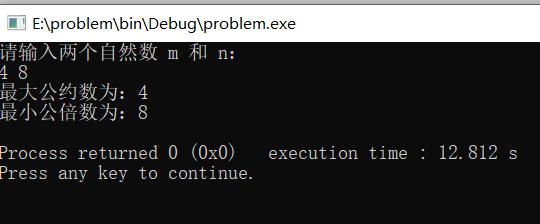 E:\problem\bin\Debug\problem.exe
请输入两个自然数 m 和 n：
4 8
最大公约数为：4
最小公倍数为：8
Process returned 0 (0x0)   execution time : 12.812 s
Press any key to continue.